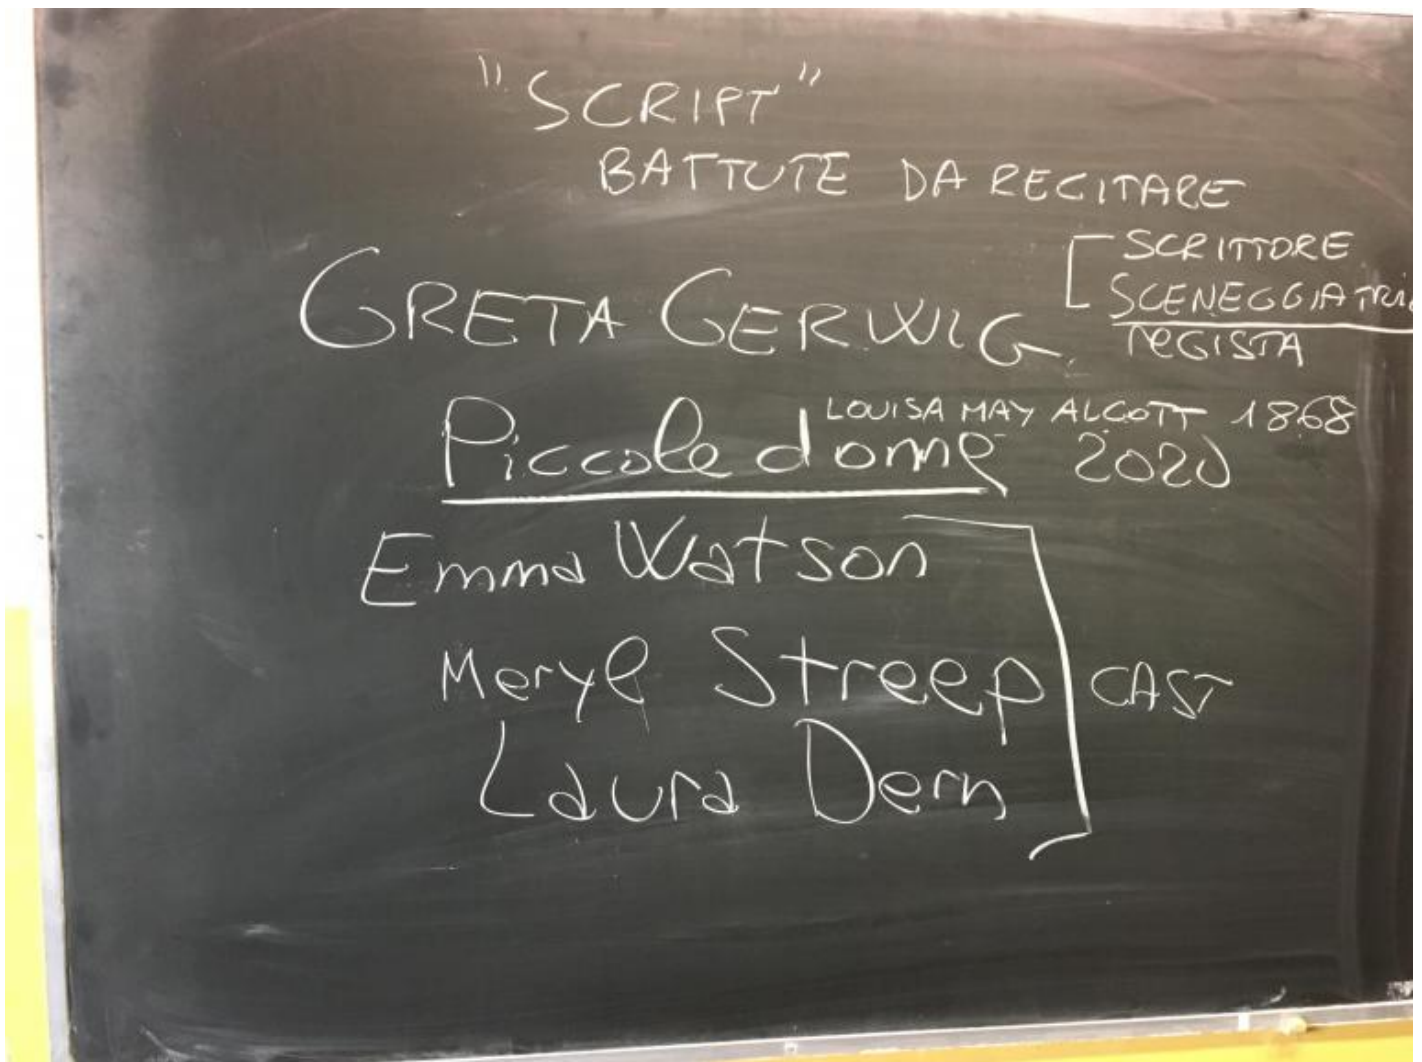 "SCRIPT"
BATTUTE DA RECITARE
GRETA GERWIG
SCRITTORE
SCENEGGIATRIC
REGISTA
LOUISA MAY ALCOTT 1868
Piccole donne 2020
Emma Watson
Meryl Streep
Laura Dern
CAST